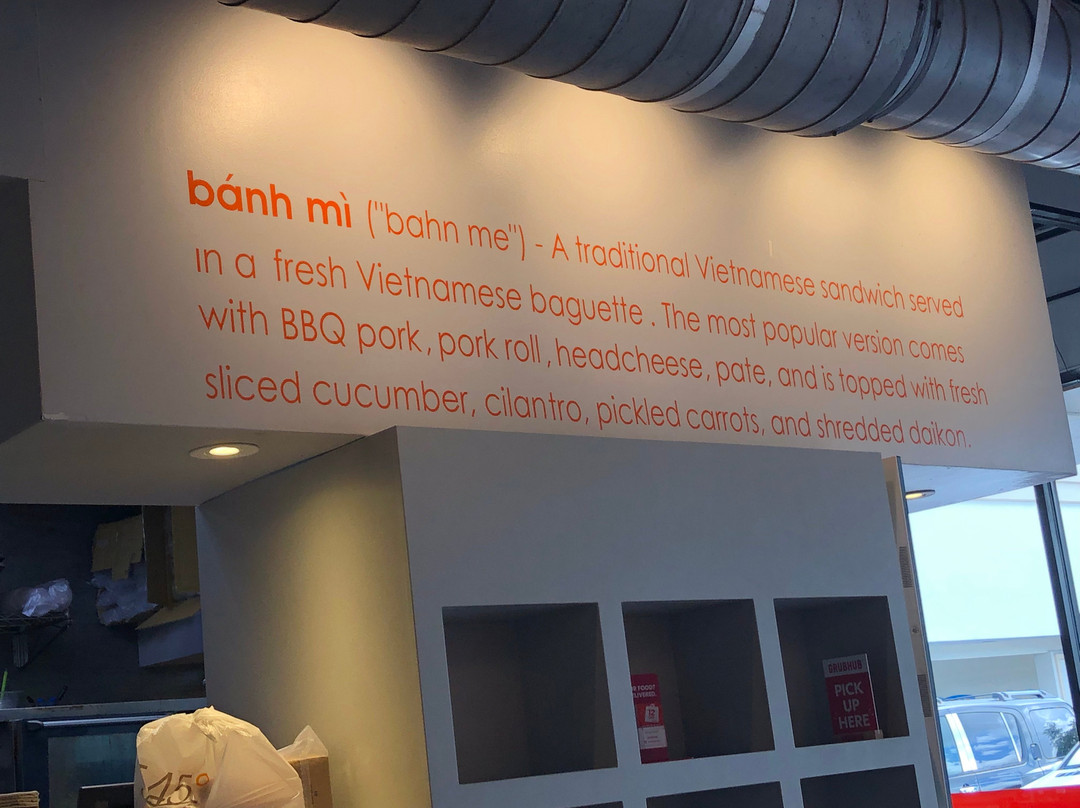 bánh mì ("bahn me") - A traditional Vietnamese sandwich served
in a fresh Vietnamese baguette . The most popular version comes
with BBQ pork, pork roll, headcheese, pate, and is topped with fresh
sliced cucumber, cilantro, pickled carrots, and shredded daikon.
FOOD?
GRUBHUB
PICK
UP
HERE
45°